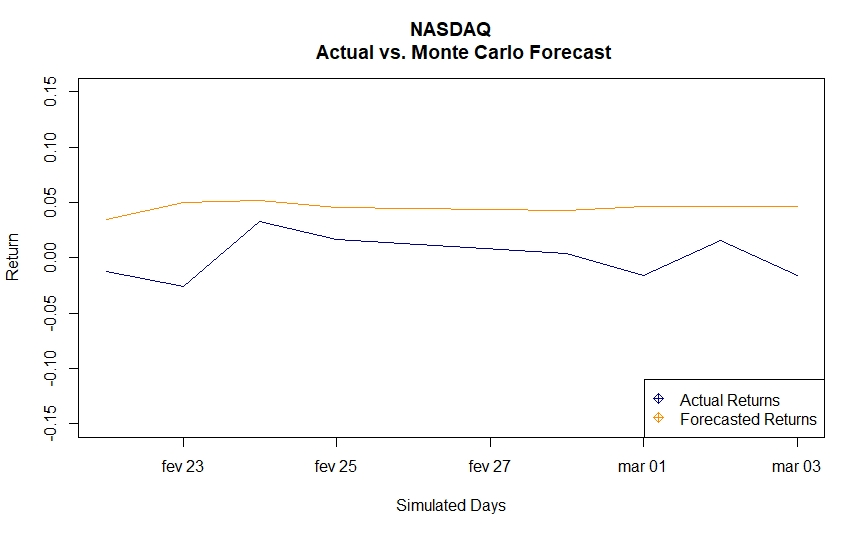 NASDAQ
Actual vs. Monte Carlo Forecast
Return
0.15
0.10
0.05
0.00
-0.05
-0.10
-0.15
Actual Returns
Forecasted Returns
fev 23 fev 25 fev 27 mar 01 mar 03
Simulated Days